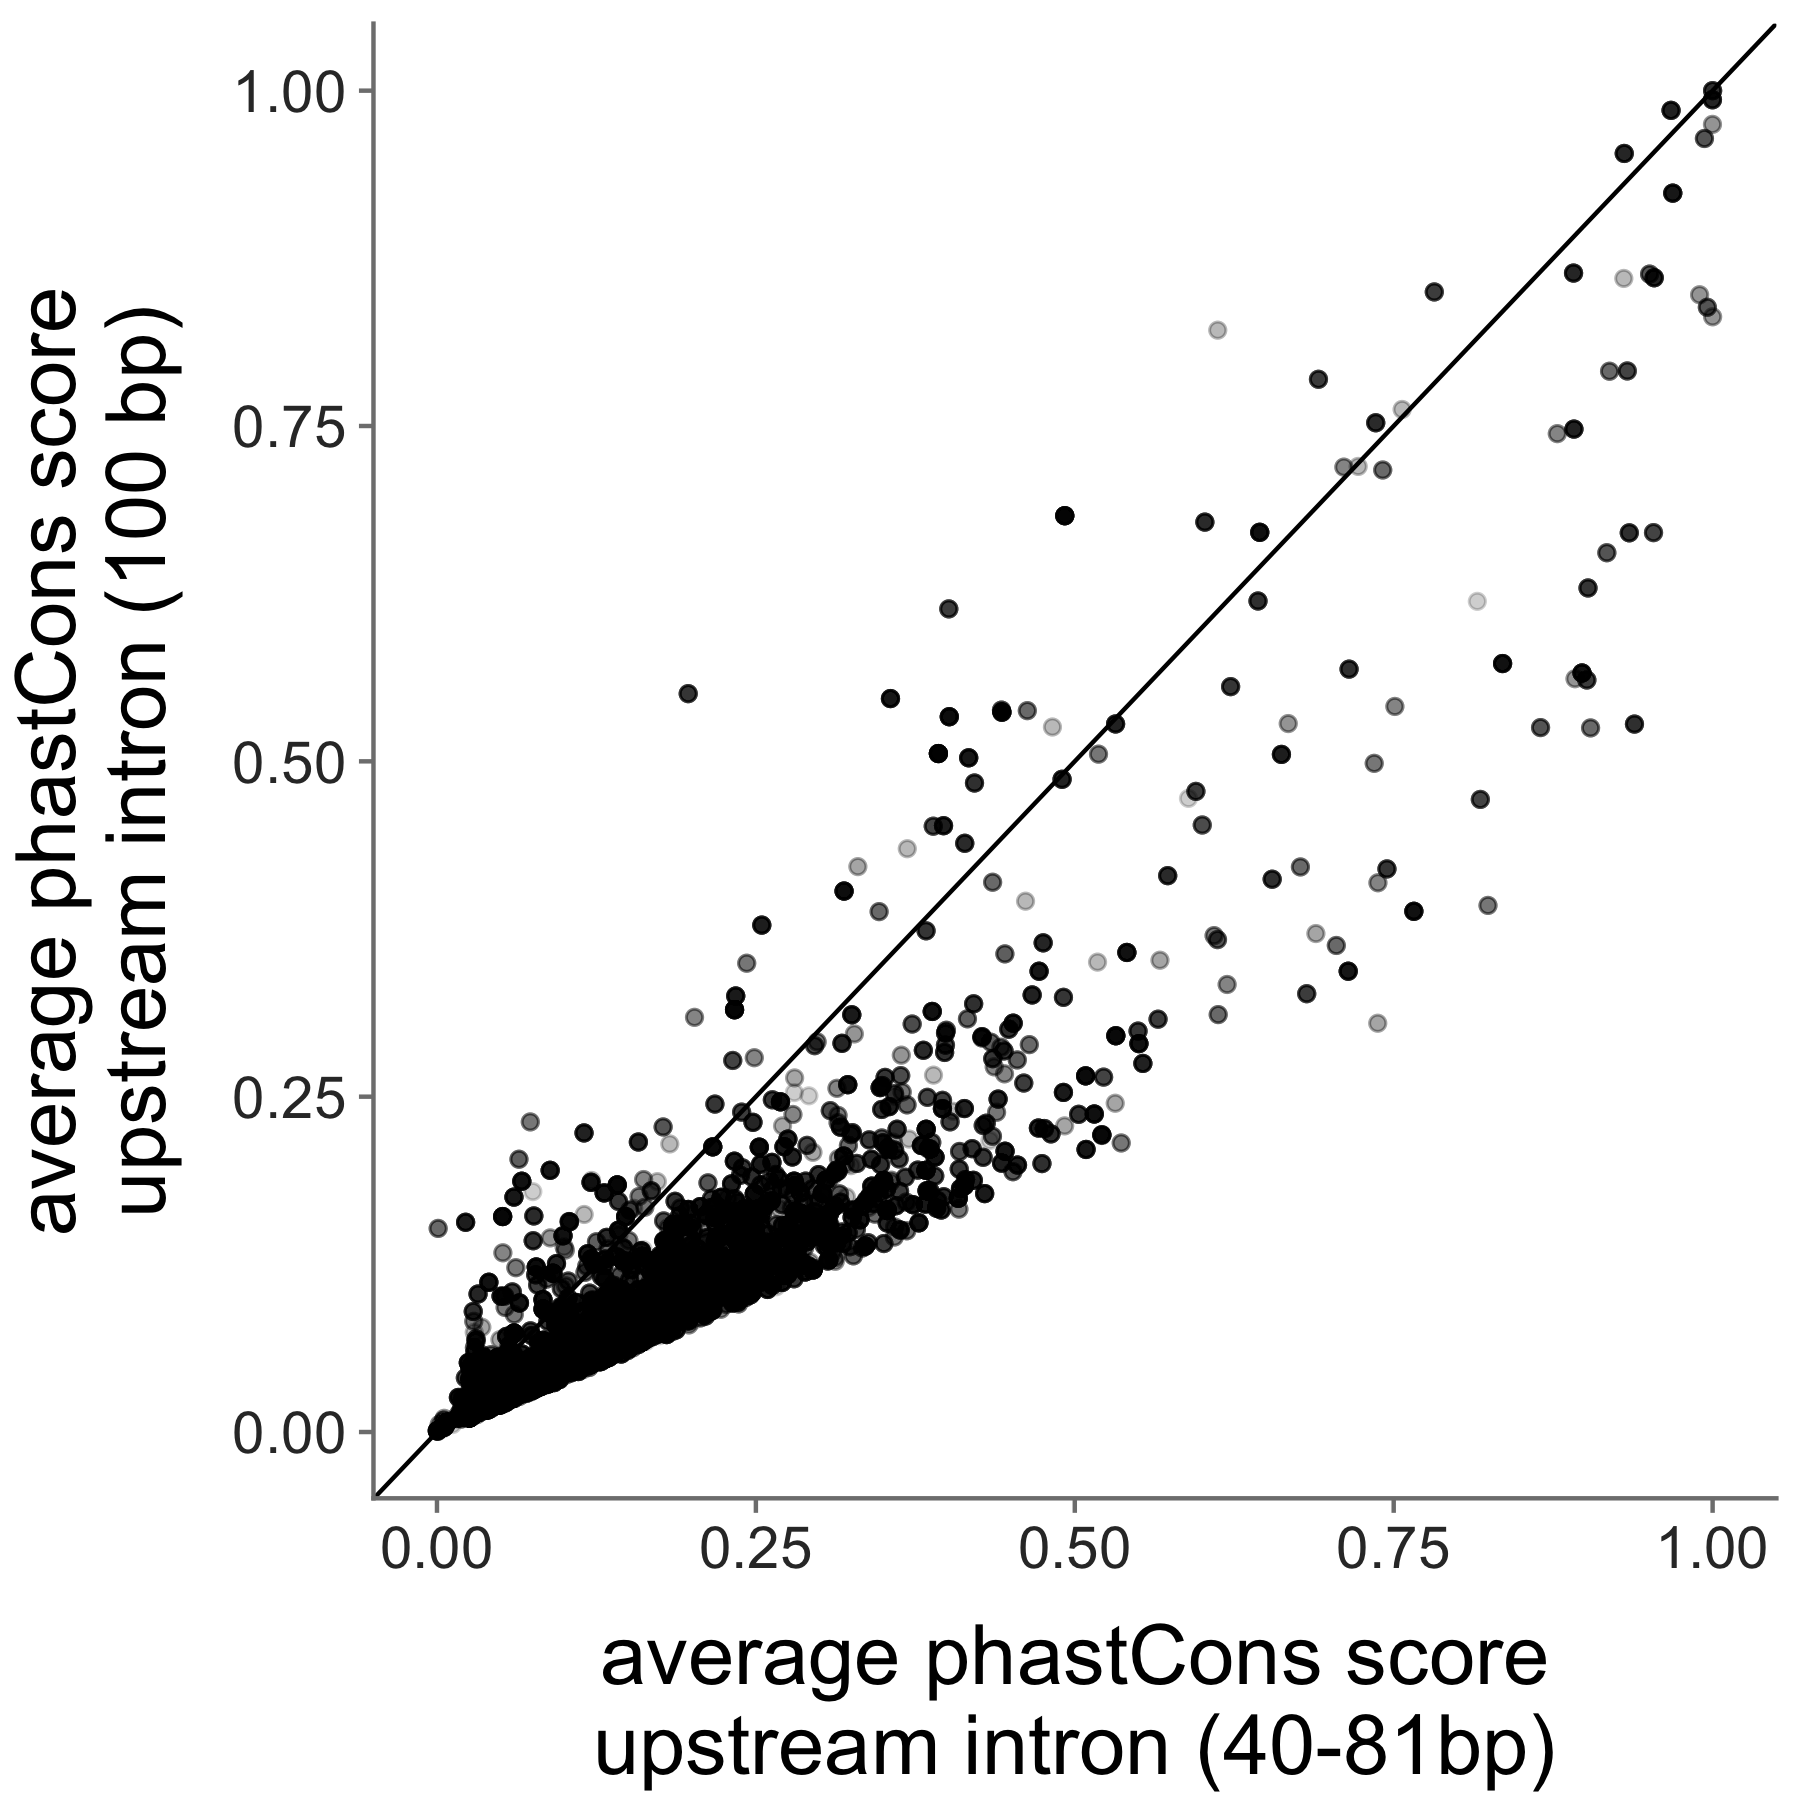 average phastCons score
upstream intron (100 bp)
1.00
0.75
0.50
0.25
0.00
0.00 0.25 0.50 0.75 1.00
average phastCons score
upstream intron (40-81bp)